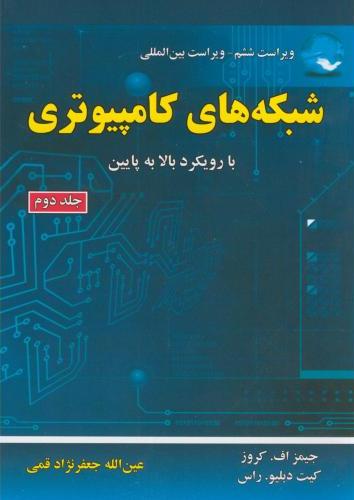 ویراست ششم - ویراست بین‌المللی
شبکه‌های کامپیوتری
با رویکرد بالا به پایین
جلد دوم
جیمز اف. کروز
کیت دبلیو. راس
عین‌الله جعفرنژاد قمی